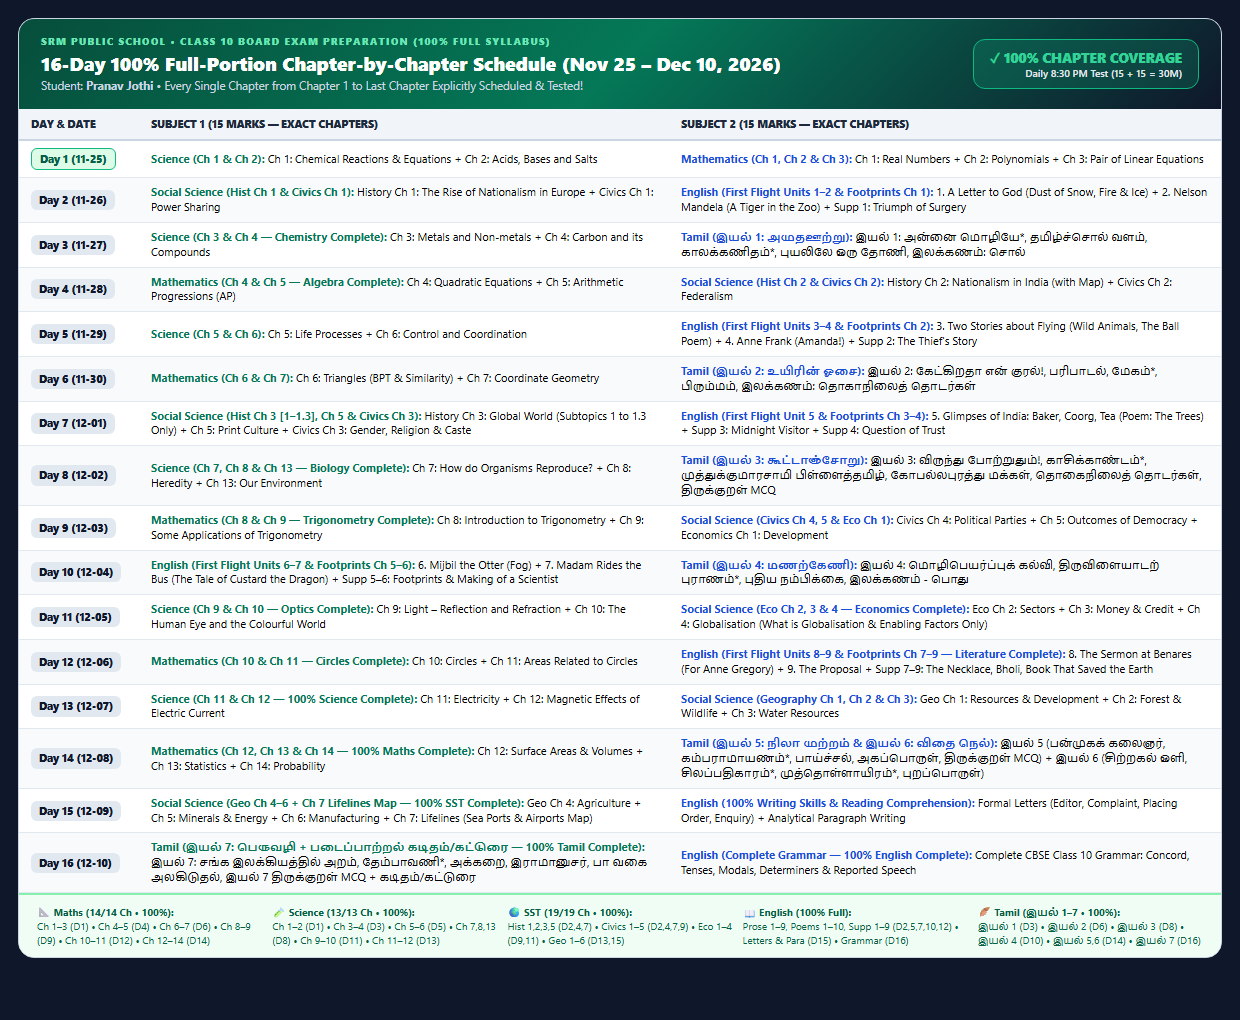 SRM PUBLIC SCHOOL • CLASS 10 BOARD EXAM PREPARATION (100% FULL SYLLABUS)
16-Day 100% Full-Portion Chapter-by-Chapter Schedule (Nov 25 – Dec 10, 2026)
Student: Pranav Jothi • Every Single Chapter from Chapter 1 to Last Chapter Explicitly Scheduled & Tested!
✓ 100% CHAPTER COVERAGE
Daily 8:30 PM Test (15 + 15 = 30M)
DAY & DATE SUBJECT 1 (15 MARKS — EXACT CHAPTERS) SUBJECT 2 (15 MARKS — EXACT CHAPTERS)
Day 1 (11-25)
Science (Ch 1 & Ch 2): Ch 1: Chemical Reactions & Equations + Ch 2: Acids, Bases and Salts
Mathematics (Ch 1, Ch 2 & Ch 3): Ch 1: Real Numbers + Ch 2: Polynomials + Ch 3: Pair of Linear Equations
Day 2 (11-26)
Social Science (Hist Ch 1 & Civics Ch 1): History Ch 1: The Rise of Nationalism in Europe + Civics Ch 1:
Power Sharing
English (First Flight Units 1–2 & Footprints Ch 1): 1. A Letter to God (Dust of Snow, Fire & Ice) + 2. Nelson
Mandela (A Tiger in the Zoo) + Supp 1: Triumph of Surgery
Day 3 (11-27)
Science (Ch 3 & Ch 4 — Chemistry Complete): Ch 3: Metals and Non-metals + Ch 4: Carbon and its
Compounds
Tamil (இயல் 1: அமுதஊற்று): இயல் 1: அன்னை மொழியே*, தமிழ்ச்சொல் வளம்,
காலக்கணிதம்*, புயலிலே ஒரு தோணி, இலக்கணம்: சொல்
Day 4 (11-28)
Mathematics (Ch 4 & Ch 5 — Algebra Complete): Ch 4: Quadratic Equations + Ch 5: Arithmetic
Progressions (AP)
Social Science (Hist Ch 2 & Civics Ch 2): History Ch 2: Nationalism in India (with Map) + Civics Ch 2:
Federalism
Day 5 (11-29)
Science (Ch 5 & Ch 6): Ch 5: Life Processes + Ch 6: Control and Coordination
English (First Flight Units 3–4 & Footprints Ch 2): 3. Two Stories about Flying (Wild Animals, The Ball
Poem) + 4. Anne Frank (Amanda!) + Supp 2: The Thief's Story
Day 6 (11-30)
Mathematics (Ch 6 & Ch 7): Ch 6: Triangles (BPT & Similarity) + Ch 7: Coordinate Geometry
Tamil (இயல் 2: உயிரின் ஓசை): இயல் 2: கேட்கிறதா என் குரல்!, பரிபாடல், மேகம்*,
பிரும்மம், இலக்கணம்: தொகாநிலைத் தொடர்கள்
Day 7 (12-01)
Social Science (Hist Ch 3 [1–1.3], Ch 5 & Civics Ch 3): History Ch 3: Global World (Subtopics 1 to 1.3
Only) + Ch 5: Print Culture + Civics Ch 3: Gender, Religion & Caste
English (First Flight Unit 5 & Footprints Ch 3–4): 5. Glimpses of India: Baker, Coorg, Tea (Poem: The Trees)
+ Supp 3: Midnight Visitor + Supp 4: Question of Trust
Day 8 (12-02)
Science (Ch 7, Ch 8 & Ch 13 — Biology Complete): Ch 7: How do Organisms Reproduce? + Ch 8:
Heredity + Ch 13: Our Environment
Tamil (இயல் 3: கூட்டாஞ்சோறு): இயல் 3: விருந்து போற்றுதும்!, காசிக்காண்டம்*,
முத்துக்குமாரசாமி பிள்ளைத்தமிழ், கோபல்லபுரத்து மக்கள், தொகைநிலைத் தொடர்கள்,
திருக்குறள் MCQ
Day 9 (12-03)
Mathematics (Ch 8 & Ch 9 — Trigonometry Complete): Ch 8: Introduction to Trigonometry + Ch 9:
Some Applications of Trigonometry
Social Science (Civics Ch 4, 5 & Eco Ch 1): Civics Ch 4: Political Parties + Ch 5: Outcomes of Democracy +
Economics Ch 1: Development
Day 10 (12-04)
English (First Flight Units 6–7 & Footprints Ch 5–6): 6. Mijbil the Otter (Fog) + 7. Madam Rides the
Bus (The Tale of Custard the Dragon) + Supp 5–6: Footprints & Making of a Scientist
Tamil (இயல் 4: மணற்கேணி): இயல் 4: மொழிபெயர்ப்புக் கல்வி, திருவிளையாடற்
புராணம்*, புதிய நம்பிக்கை, இலக்கணம் - பொது
Day 11 (12-05)
Science (Ch 9 & Ch 10 — Optics Complete): Ch 9: Light – Reflection and Refraction + Ch 10: The
Human Eye and the Colourful World
Social Science (Eco Ch 2, 3 & 4 — Economics Complete): Eco Ch 2: Sectors + Ch 3: Money & Credit + Ch
4: Globalisation (What is Globalisation & Enabling Factors Only)
Day 12 (12-06)
Mathematics (Ch 10 & Ch 11 — Circles Complete): Ch 10: Circles + Ch 11: Areas Related to Circles
English (First Flight Units 8–9 & Footprints Ch 7–9 — Literature Complete): 8. The Sermon at Benares
(For Anne Gregory) + 9. The Proposal + Supp 7–9: The Necklace, Bholi, Book That Saved the Earth
Day 13 (12-07)
Science (Ch 11 & Ch 12 — 100% Science Complete): Ch 11: Electricity + Ch 12: Magnetic Effects of
Electric Current
Social Science (Geography Ch 1, Ch 2 & Ch 3): Geo Ch 1: Resources & Development + Ch 2: Forest &
Wildlife + Ch 3: Water Resources
Day 14 (12-08)
Mathematics (Ch 12, Ch 13 & Ch 14 — 100% Maths Complete): Ch 12: Surface Areas & Volumes +
Ch 13: Statistics + Ch 14: Probability
Tamil (இயல் 5: நிலா முற்றம் & இயல் 6: விதை நெல்): இயல் 5 (பன்முகக் கலைஞர்,
கம்பராமாயணம்*, பாய்ச்சல், அகப்பொருள், திருக்குறள் MCQ) + இயல் 6 (சிற்றகல் ஒளி,
சிலப்பதிகாரம்*, முத்தொள்ளாயிரம்*, புறப்பொருள்)
Day 15 (12-09)
Social Science (Geo Ch 4–6 + Ch 7 Lifelines Map — 100% SST Complete): Geo Ch 4: Agriculture +
Ch 5: Minerals & Energy + Ch 6: Manufacturing + Ch 7: Lifelines (Sea Ports & Airports Map)
English (100% Writing Skills & Reading Comprehension): Formal Letters (Editor, Complaint, Placing
Order, Enquiry) + Analytical Paragraph Writing
Day 16 (12-10)
Tamil (இயல் 7: பெருவழி + படைப்பாற்றல் கடிதம்/கட்டுரை — 100% Tamil Complete):
இயல் 7: சங்க இலக்கியத்தில் அறம், தேம்பாவணி*, அக்கறை, இராமானுசர், பா வகை
அலகிடுதல், இயல் 7 திருக்குறள் MCQ + கடிதம்/கட்டுரை
English (Complete Grammar — 100% English Complete): Complete CBSE Class 10 Grammar: Concord,
Tenses, Modals, Determiners & Reported Speech
Maths (14/14 Ch • 100%):
Ch 1–3 (D1) • Ch 4–5 (D4) • Ch 6–7 (D6) • Ch 8–9
(D9) • Ch 10–11 (D12) • Ch 12–14 (D14)
Science (13/13 Ch • 100%):
Ch 1–2 (D1) • Ch 3–4 (D3) • Ch 5–6 (D5) • Ch 7,8,13
(D8) • Ch 9–10 (D11) • Ch 11–12 (D13)
SST (19/19 Ch • 100%):
Hist 1,2,3,5 (D2,4,7) • Civics 1–5 (D2,4,7,9) • Eco 1–4
(D9,11) • Geo 1–6 (D13,15)
English (100% Full):
Prose 1–9, Poems 1–10, Supp 1–9 (D2,5,7,10,12) •
Letters & Para (D15) • Grammar (D16)
Tamil (இயல் 1–7 • 100%):
இயல் 1 (D3) • இயல் 2 (D6) • இயல் 3 (D8) •
இயல் 4 (D10) • இயல் 5,6 (D14) • இயல் 7 (D16)